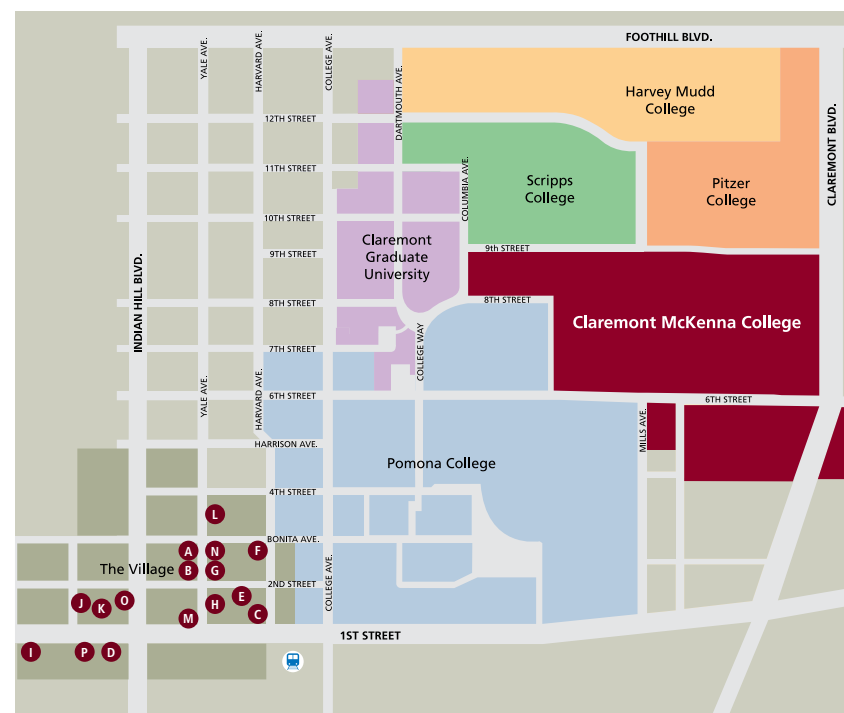 FOOTHILL BLVD.
YALE AVE.
HARVARD AVE.
COLLEGE AVE.
DARTMOUTH AVE.
Harvey Mudd
College
CLAREMONT BLVD.
12TH STREET
11TH STREET
COLUMBIA AVE.
Scripps
College
Pitzer
College
10TH STREET
Claremont
Graduate
University
9TH STREET
9th STREET
INDIAN HILL BLVD.
8TH STREET
8TH STREET
Claremont McKenna College
7TH STREET
COLLEGE WAY
YALE AVE.
HARVARD AVE.
6TH STREET
6TH STREET
MILLS AVE.
HARRISON AVE.
Pomona College
4TH STREET
L
BONITA AVE.
A
N
F
The Village
B
G
2ND STREET
COLLEGE AVE.
J
K
O
H
E
C
M
1ST STREET
I
P
D